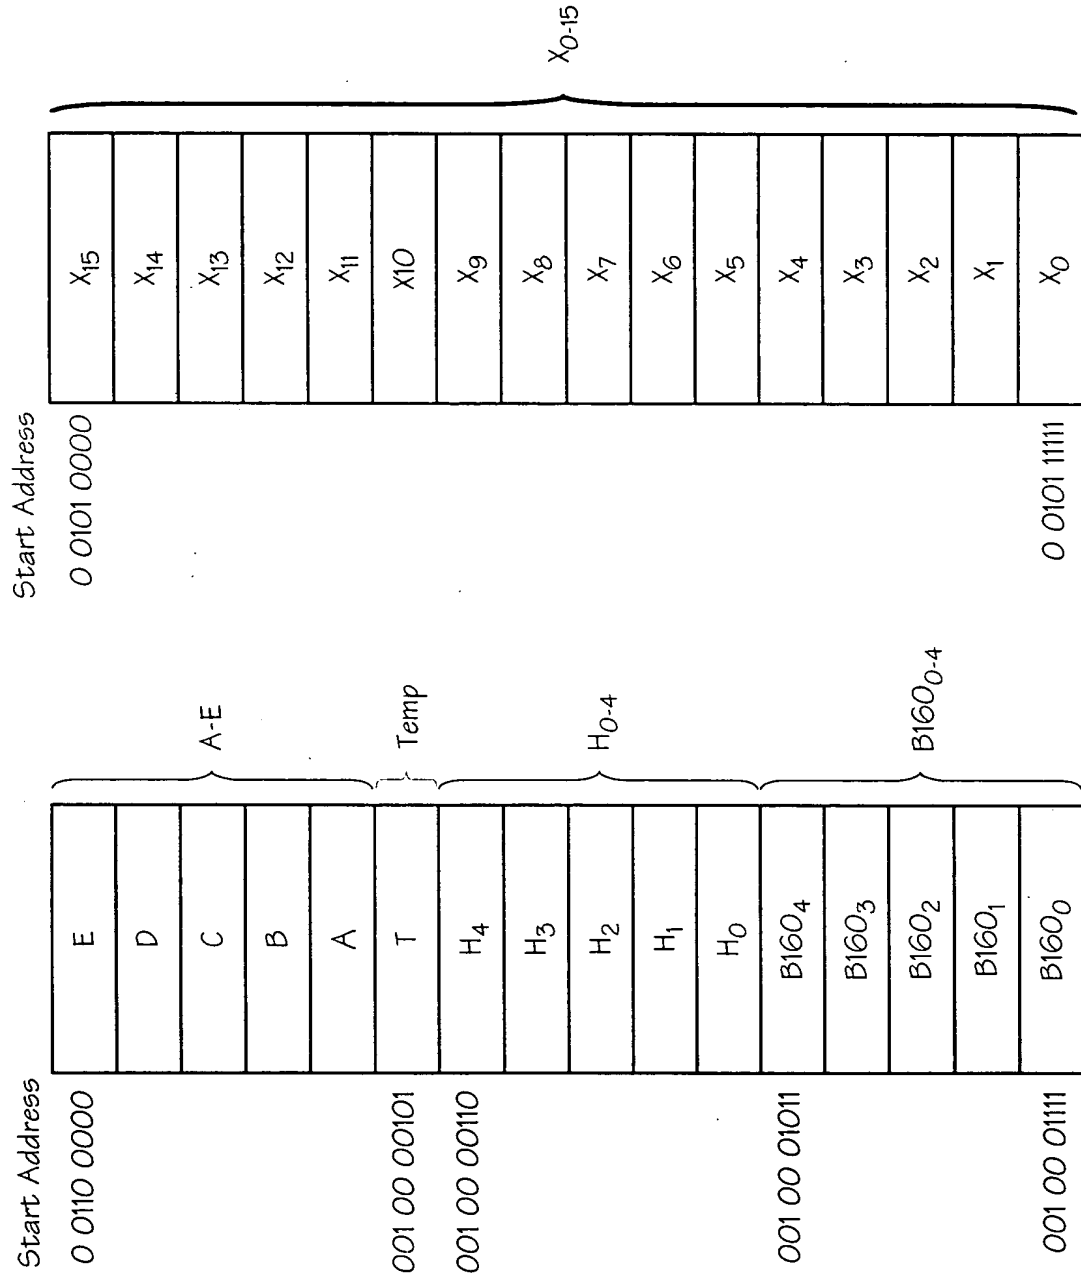 Start Address
0 0110 0000
E
D
C
B
A
A-E
001 00 00101
T
Temp
001 00 00110
H4
H3
H2
H1
H0
H0-4
001 00 01011
B1604
B1603
B1602
B1601
001 00 01111
B1600
B1600-4
Start Address
0 0101 0000
X15
X14
X13
X12
X11
X10
X9
X8
X7
X6
X5
X4
X3
X2
X1
0 0101 11111
X0
X0-15